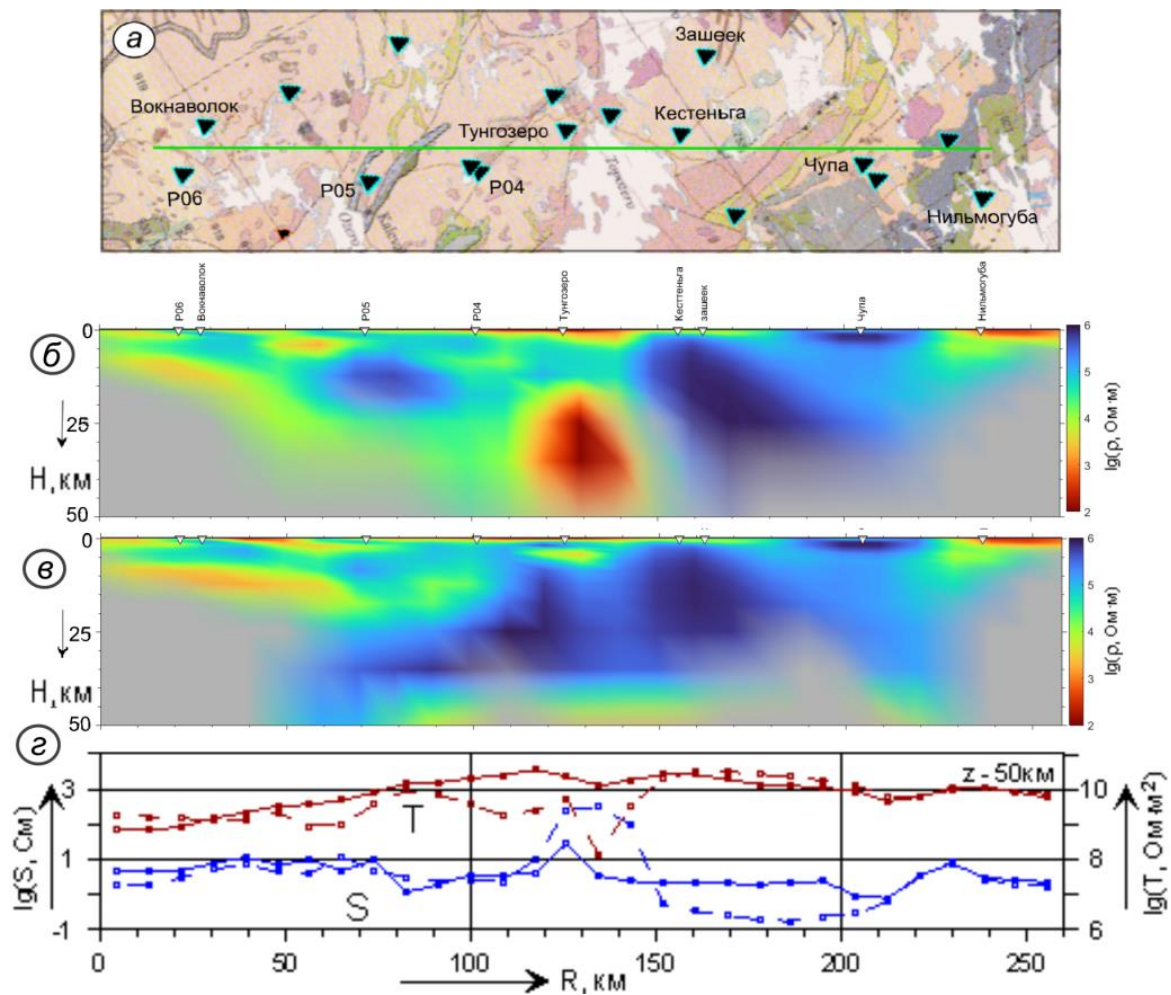 а
Зашеек
Вокнаволок
Тунгозеро
Кестеньга
Р06
Р05
Р04
Чупа
Нильмогуба
Р06
Вокнаволок
Р05
Р04
Тунгозеро
Кесттеньга
зашеек
Чупа
Нильмогуба
б
0
25
Н, км
50
6
5
4
3
2
lg(ρ, Ом·м)
в
0
25
Н, км
50
6
5
4
3
2
lg(ρ, Ом·м)
г
lg(S, См)
3
1
-1
T
S
z - 50км
10
8
6
lg(T, Ом·м²)
0 50 100 150 200 250
R, км